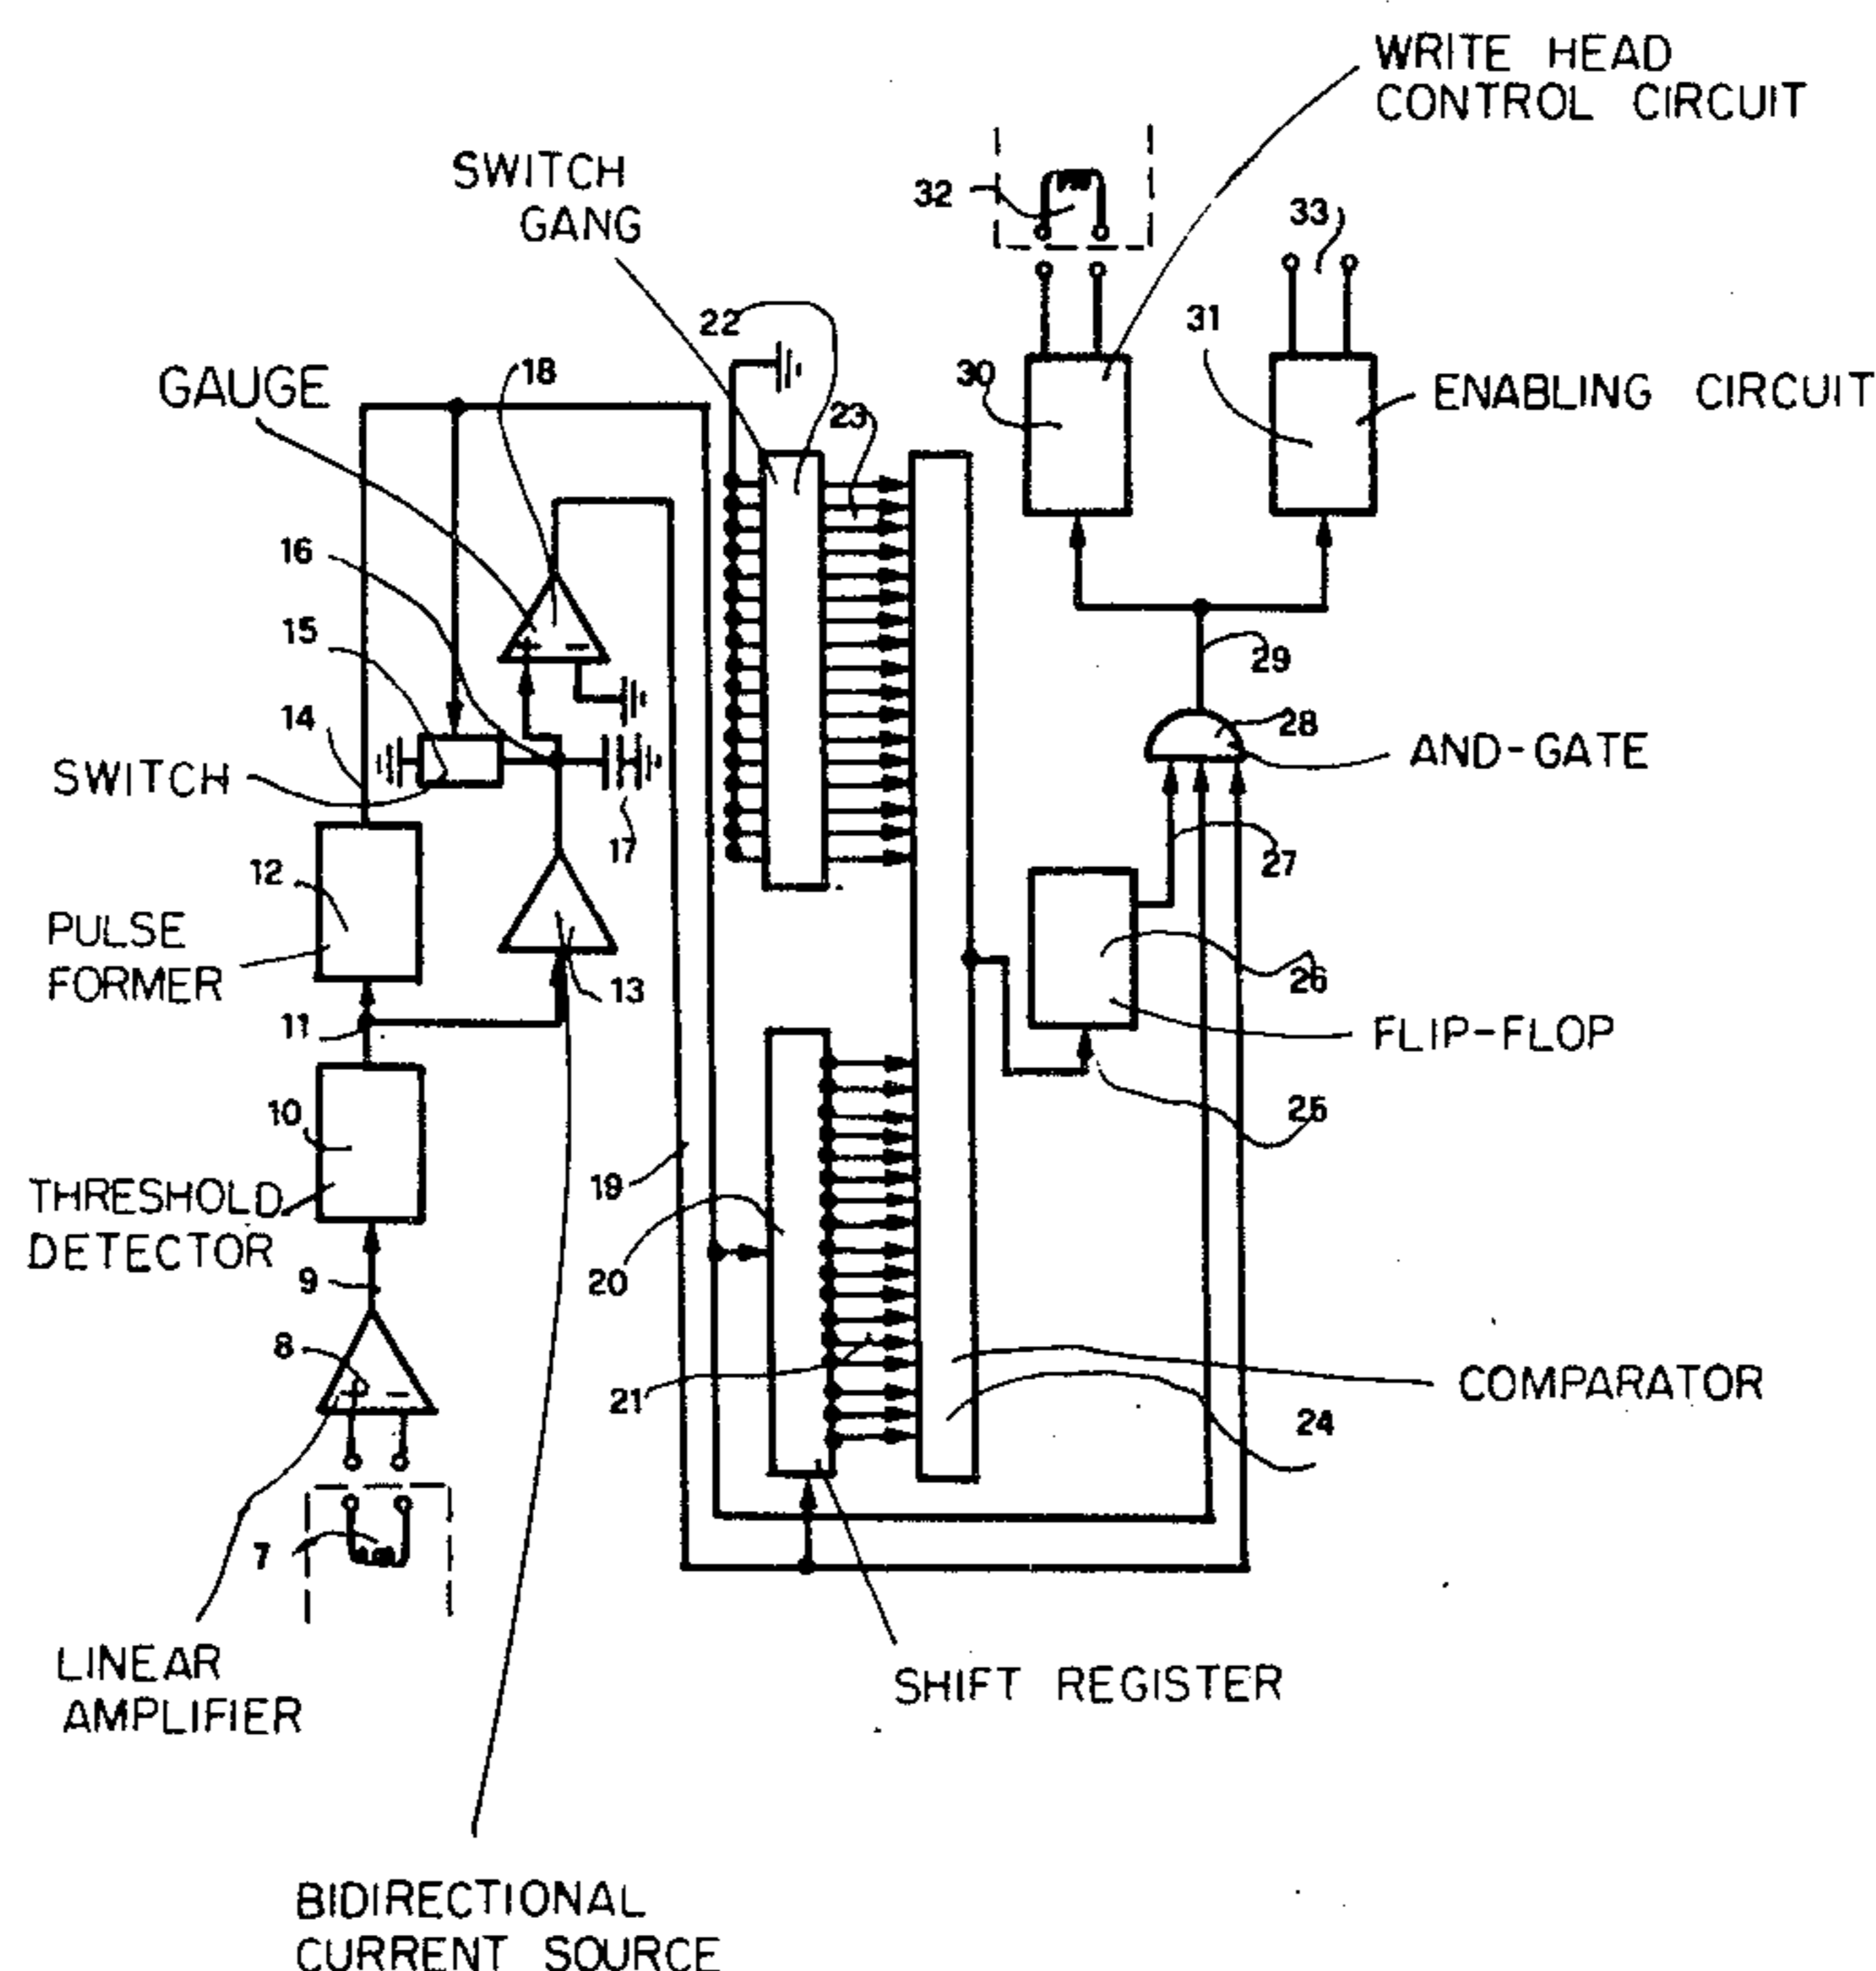 WRITE HEAD
CONTROL CIRCUIT
SWITCH
GANG
32
33
22
31
GAUGE
18
30
ENABLING CIRCUIT
23
16
15
29
14
28
AND-GATE
SWITCH
17
27
12
PULSE
FORMER
13
26
11
FLIP-FLOP
10
25
19
THRESHOLD
DETECTOR
20
9
8
+ −
+ −
21
COMPARATOR
24
7
LINEAR
AMPLIFIER
SHIFT REGISTER
BIDIRECTIONAL
CURRENT SOURCE